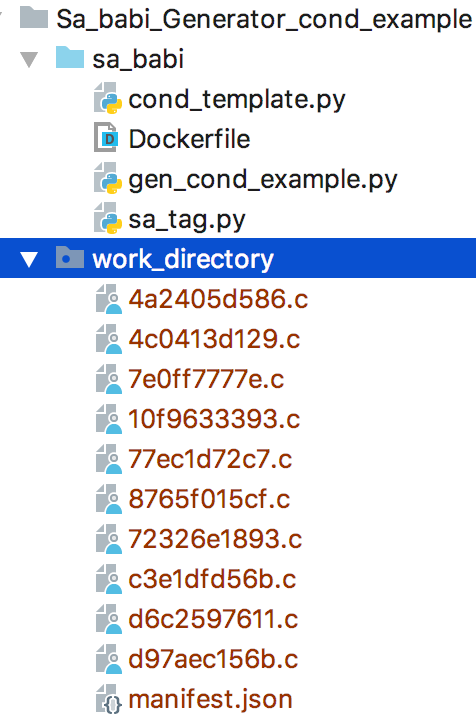 Sa_babi_Generator_cond_example
sa_babi
cond_template.py
Dockerfile
gen_cond_example.py
sa_tag.py
work_directory
4a2405d586.c
4c0413d129.c
7e0ff7777e.c
10f9633393.c
77ec1d72c7.c
8765f015cf.c
72326e1893.c
c3e1dfd56b.c
d6c2597611.c
d97aec156b.c
manifest.json